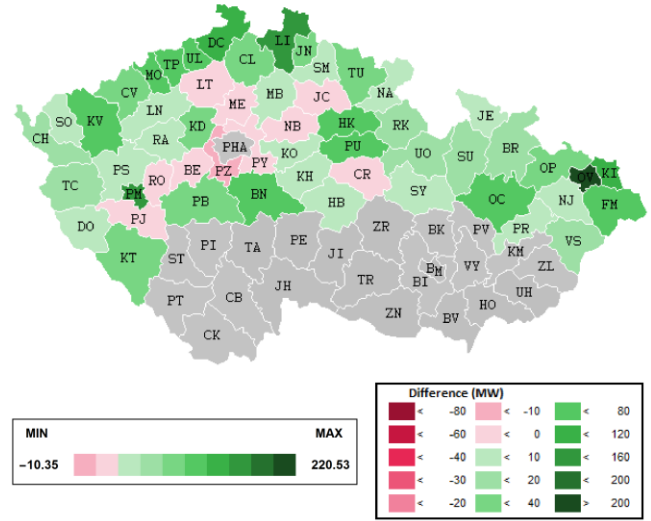 DC
LI
UL
CL
JN
TP
MO
SM
TU
LT
CV
ME
MB
JC
NA
SO
KV
LN
JE
CH
KD
NB
HK
RK
RA
PHA
PU
BR
KO
UO
SU
PS
BE
PZ
PY
OP
OV
KI
TC
RO
KH
CR
PM
SY
PB
BN
HB
OC
NJ
FM
DO
PJ
KT
ST
PI
TA
PE
JI
ZR
BK
PV
PR
VS
KM
ZL
BM
VY
BI
TR
PT
CB
JH
UH
HO
ZN
BV
CK
Difference (MW)
< -80 < -10 < 80
< -60 < 0 < 120
< -40 < 10 < 160
< -30 < 20 < 200
< -20 < 40 > 200
MIN MAX
-10.35 220.53